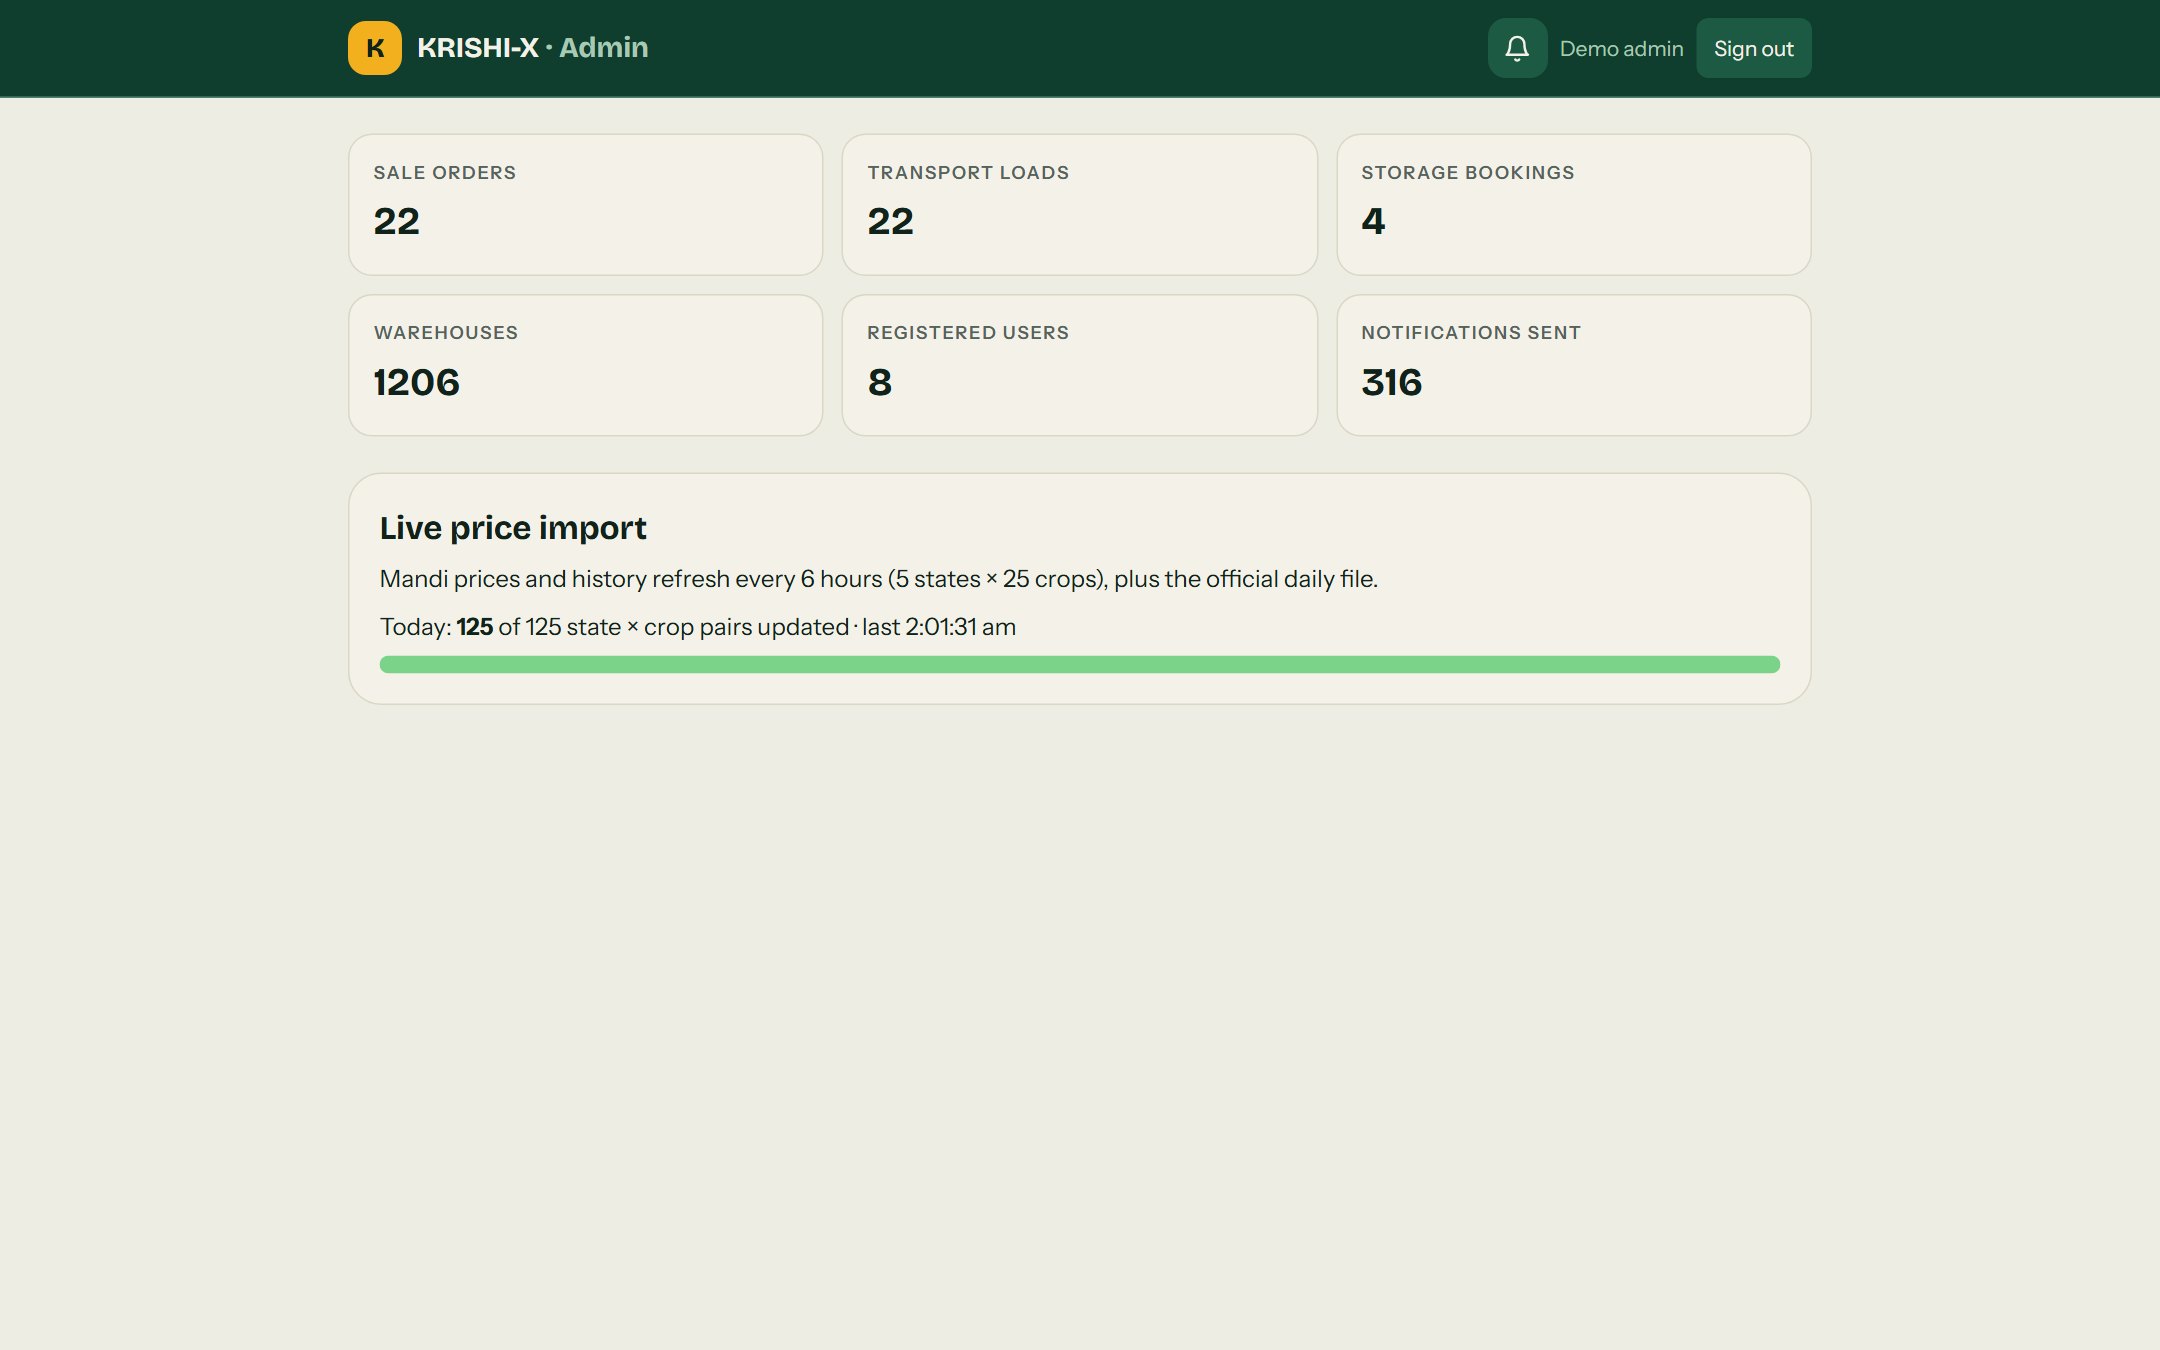 K
KRISHI-X · Admin
Demo admin
Sign out
SALE ORDERS
22
TRANSPORT LOADS
22
STORAGE BOOKINGS
4
WAREHOUSES
1206
REGISTERED USERS
8
NOTIFICATIONS SENT
316
Live price import
Mandi prices and history refresh every 6 hours (5 states × 25 crops), plus the official daily file.
Today: 125 of 125 state × crop pairs updated · last 2:01:31 am